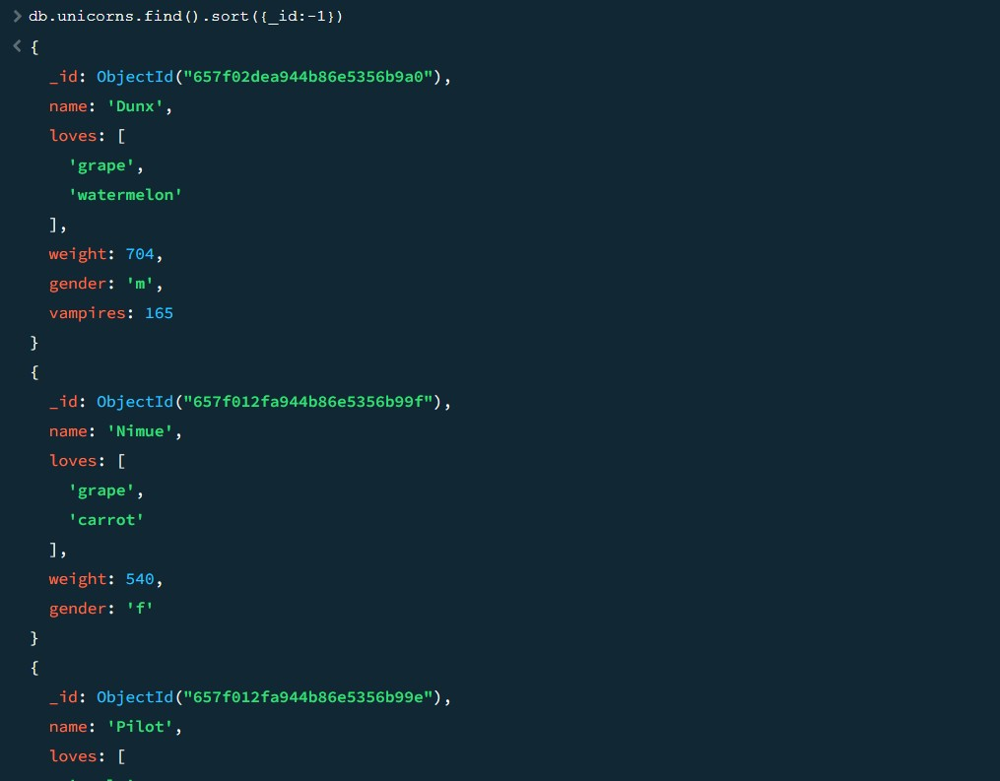 > db.unicorns.find().sort({_id:-1})
< {
_id: ObjectId("657f02dea944b86e5356b9a0"),
name: 'Dunx',
loves: [
'grape',
'watermelon'
],
weight: 704,
gender: 'm',
vampires: 165
}
{
_id: ObjectId("657f012fa944b86e5356b99f"),
name: 'Nimue',
loves: [
'grape',
'carrot'
],
weight: 540,
gender: 'f'
}
{
_id: ObjectId("657f012fa944b86e5356b99e"),
name: 'Pilot',
loves: [